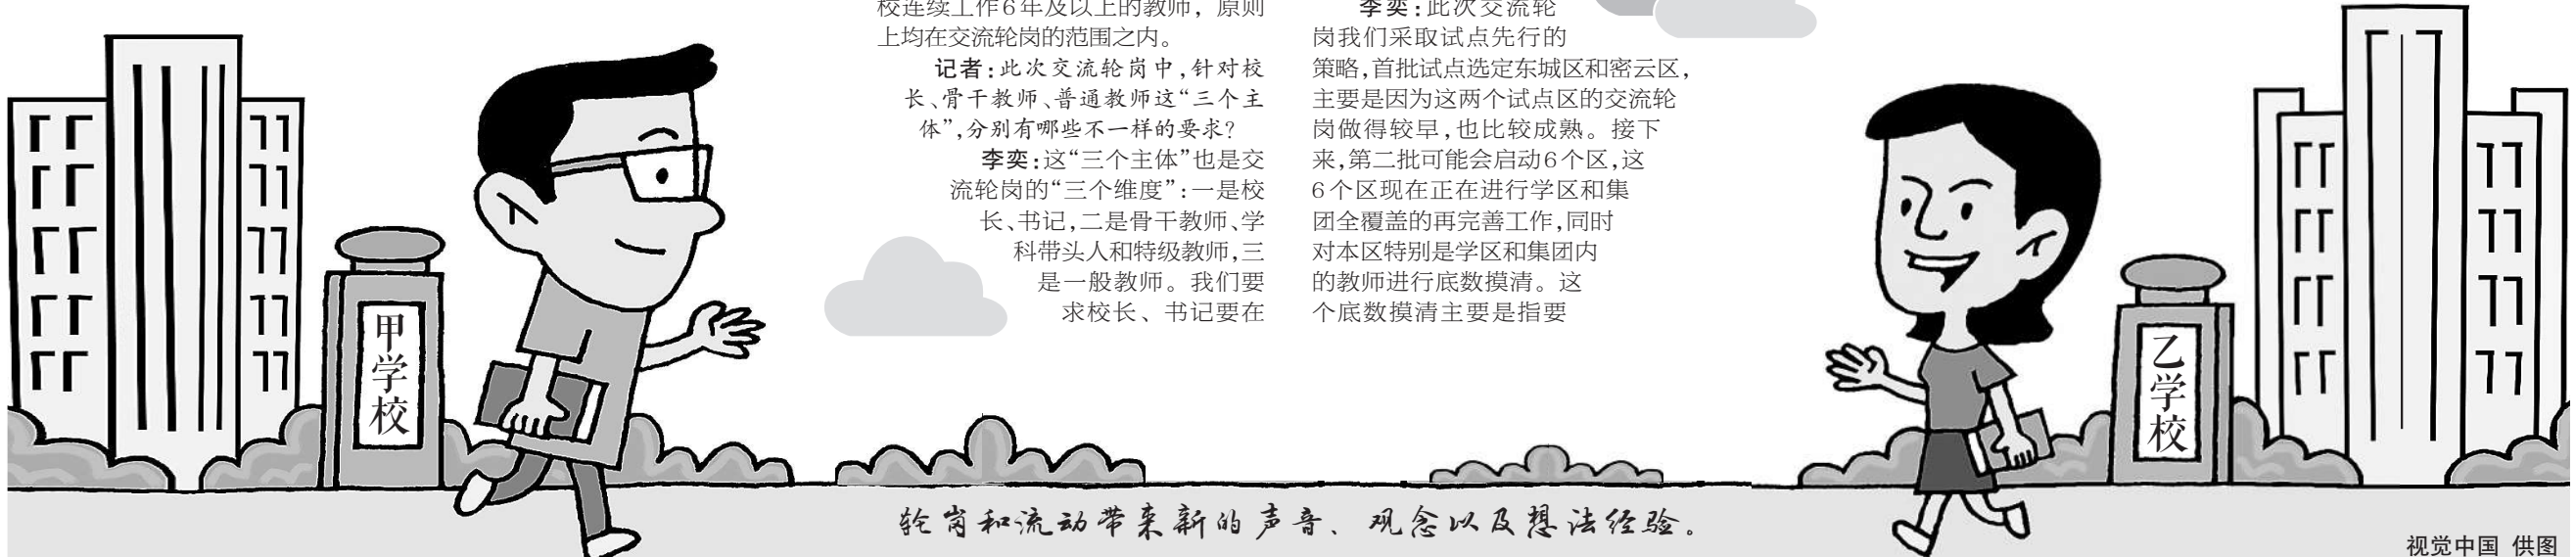 校连续工作6年及以上的教师，原则
上均在交流轮岗的范围之内。
记者：此次交流轮岗中，针对校
长、骨干教师、普通教师这“三个主
体”，分别有哪些不一样的要求？
李奕：这“三个主体”也是交
流轮岗的“三个维度”：一是校
长、书记，二是骨干教师、学
科带头人和特级教师，三
是一般教师。我们要
求校长、书记要在
李奕：此次交流轮
岗我们采取试点先行的
策略，首批试点选定东城区和密云区，
主要是因为这两个试点区的交流轮
岗做得较早，也比较成熟。接下
来，第二批可能会启动6个区，这
6个区现在正在进行学区和集
团全覆盖的再完善工作，同时
对本区特别是学区和集团内
的教师进行底数摸清。这
个底数摸清主要是指要
甲学校
乙学校
轮岗和流动带来新的声音、观念以及想法经验。
视觉中国 供图